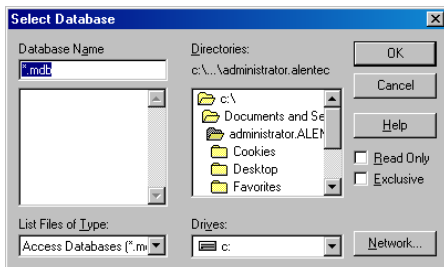 Select Database
Database Name
*.mdb
List Files of Type:
Access Databases (*.m
Directories:
c:\...\administrator.alentec
c:\
Documents and Se
administrator.ALEN
Cookies
Desktop
Favorites
Drives:
c:
OK
Cancel
Help
Read Only
Exclusive
Network...